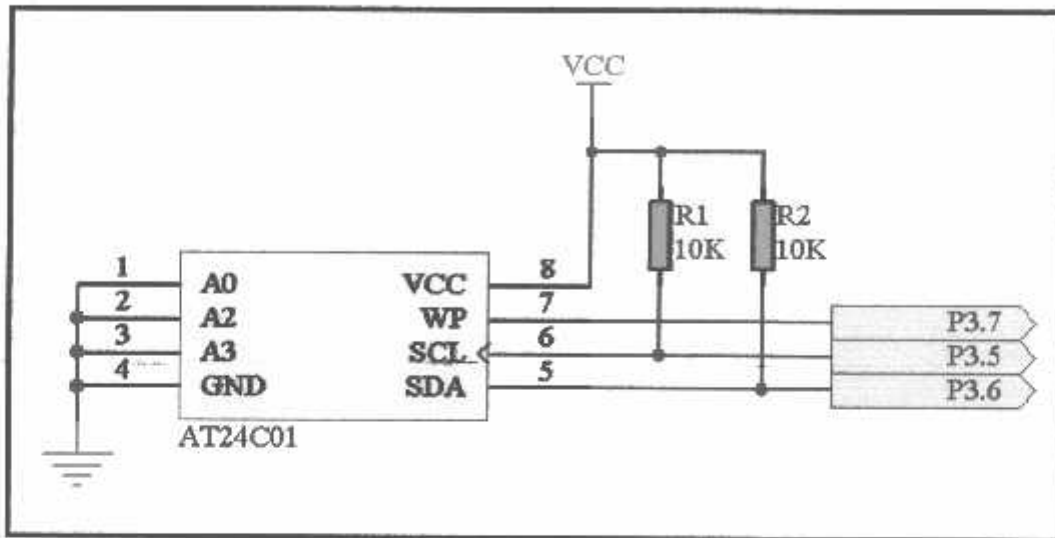 VCC
R1
10K
R2
10K
1
A0
VCC
8
2
A2
WP
7
P3.7
3
A3
SCL
6
P3.5
4
GND
SDA
5
P3.6
AT24C01